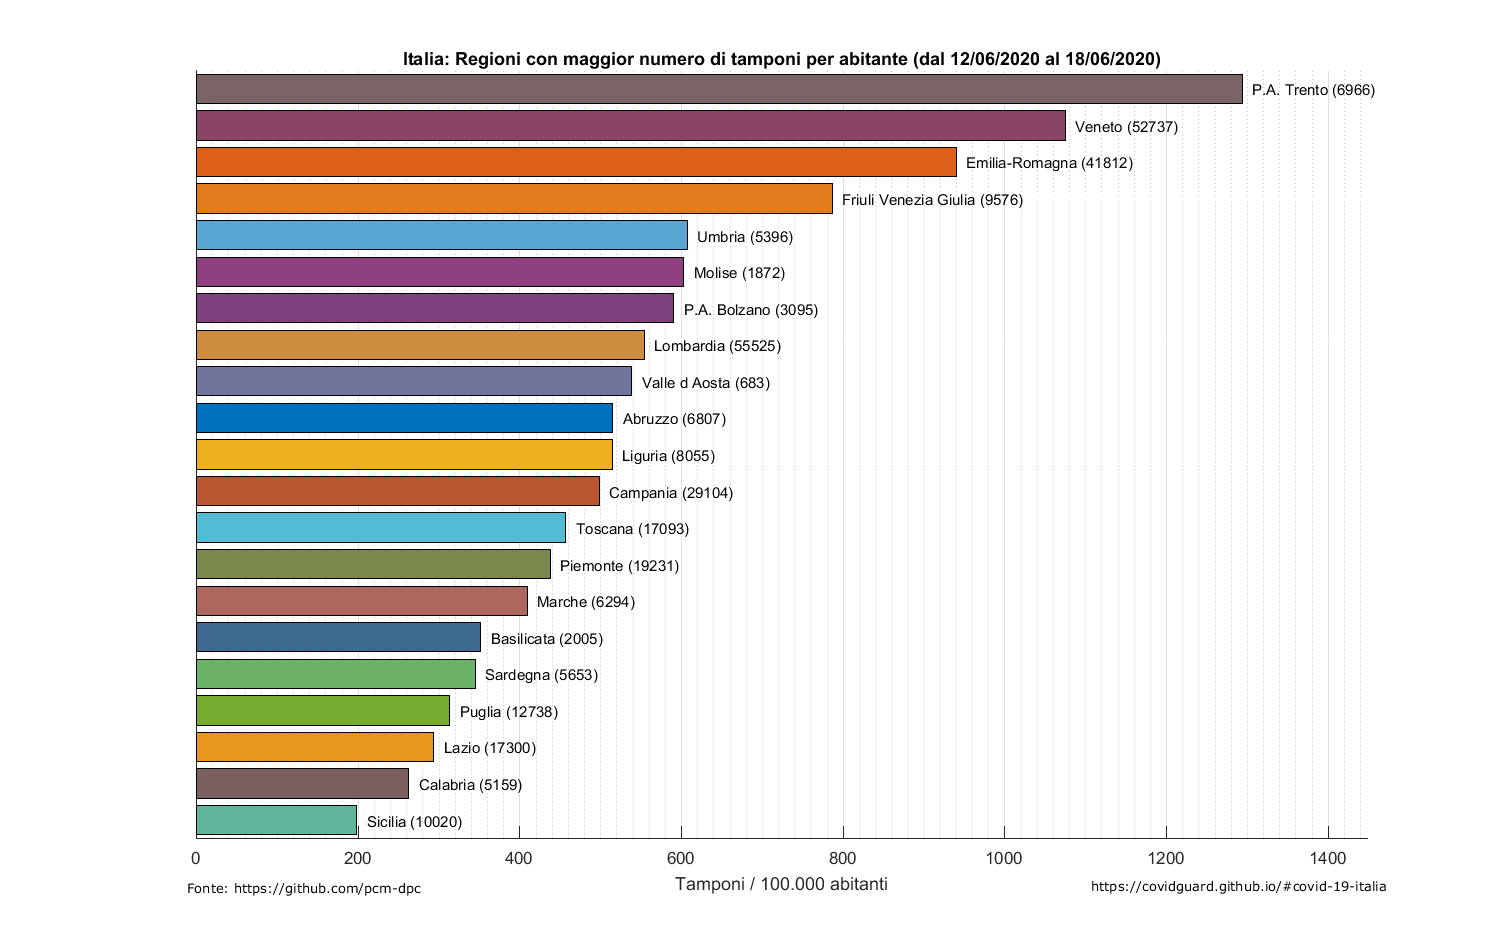 Italia: Regioni con maggior numero di tamponi per abitante (dal 12/06/2020 al 18/06/2020)
P.A. Trento (6966)
Veneto (52737)
Emilia-Romagna (41812)
Friuli Venezia Giulia (9576)
Umbria (5396)
Molise (1872)
P.A. Bolzano (3095)
Lombardia (55525)
Valle d Aosta (683)
Abruzzo (6807)
Liguria (8055)
Campania (29104)
Toscana (17093)
Piemonte (19231)
Marche (6294)
Basilicata (2005)
Sardegna (5653)
Puglia (12738)
Lazio (17300)
Calabria (5159)
Sicilia (10020)
0 200 400 600 800 1000 1200 1400
Tamponi / 100.000 abitanti
Fonte: https://github.com/pcm-dpc
https://covidguard.github.io/#covid-19-italia